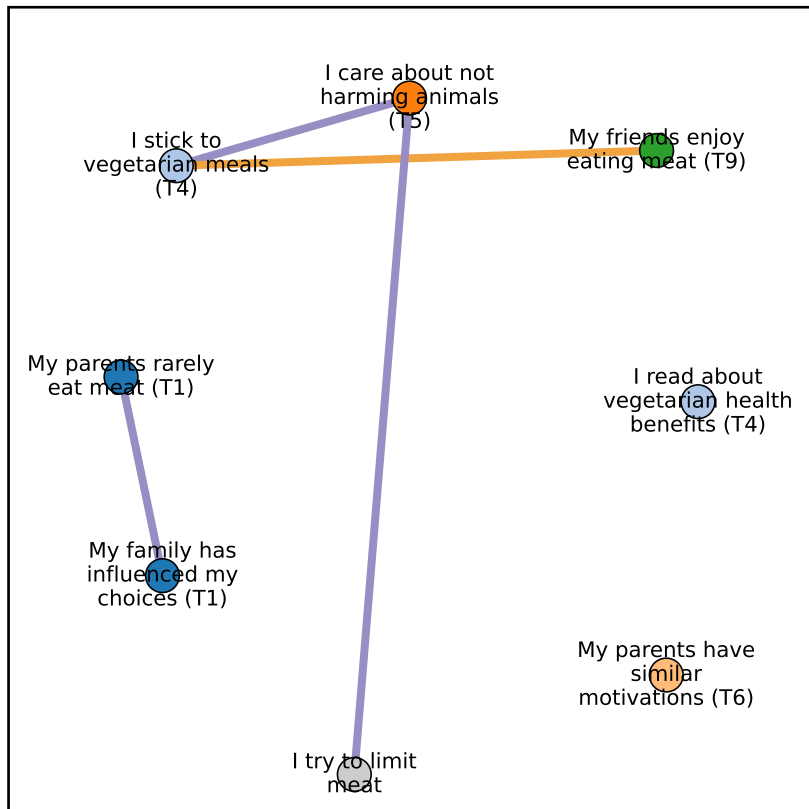 I care about not
harming animals
(T5)
I stick to
vegetarian meals
(T4)
My friends enjoy
eating meat (T9)
My parents rarely
eat meat (T1)
I read about
vegetarian health
benefits (T4)
My family has
influenced my
choices (T1)
My parents have
similar
motivations (T6)
I try to limit
meat